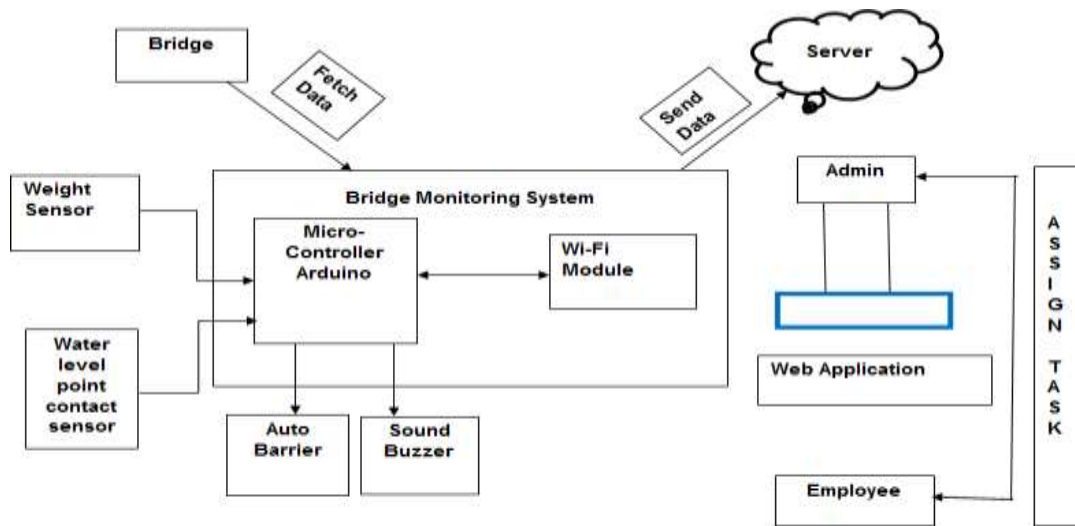 Bridge
Fetch
Data
Send
Data
Server
Weight
Sensor
Bridge Monitoring System
Micro-
Controller
Arduino
Wi-Fi
Module
Admin
Water
level
point
contact
sensor
Auto
Barrier
Sound
Buzzer
Web Application
Employee
A
S
S
I
G
N
T
A
S
K